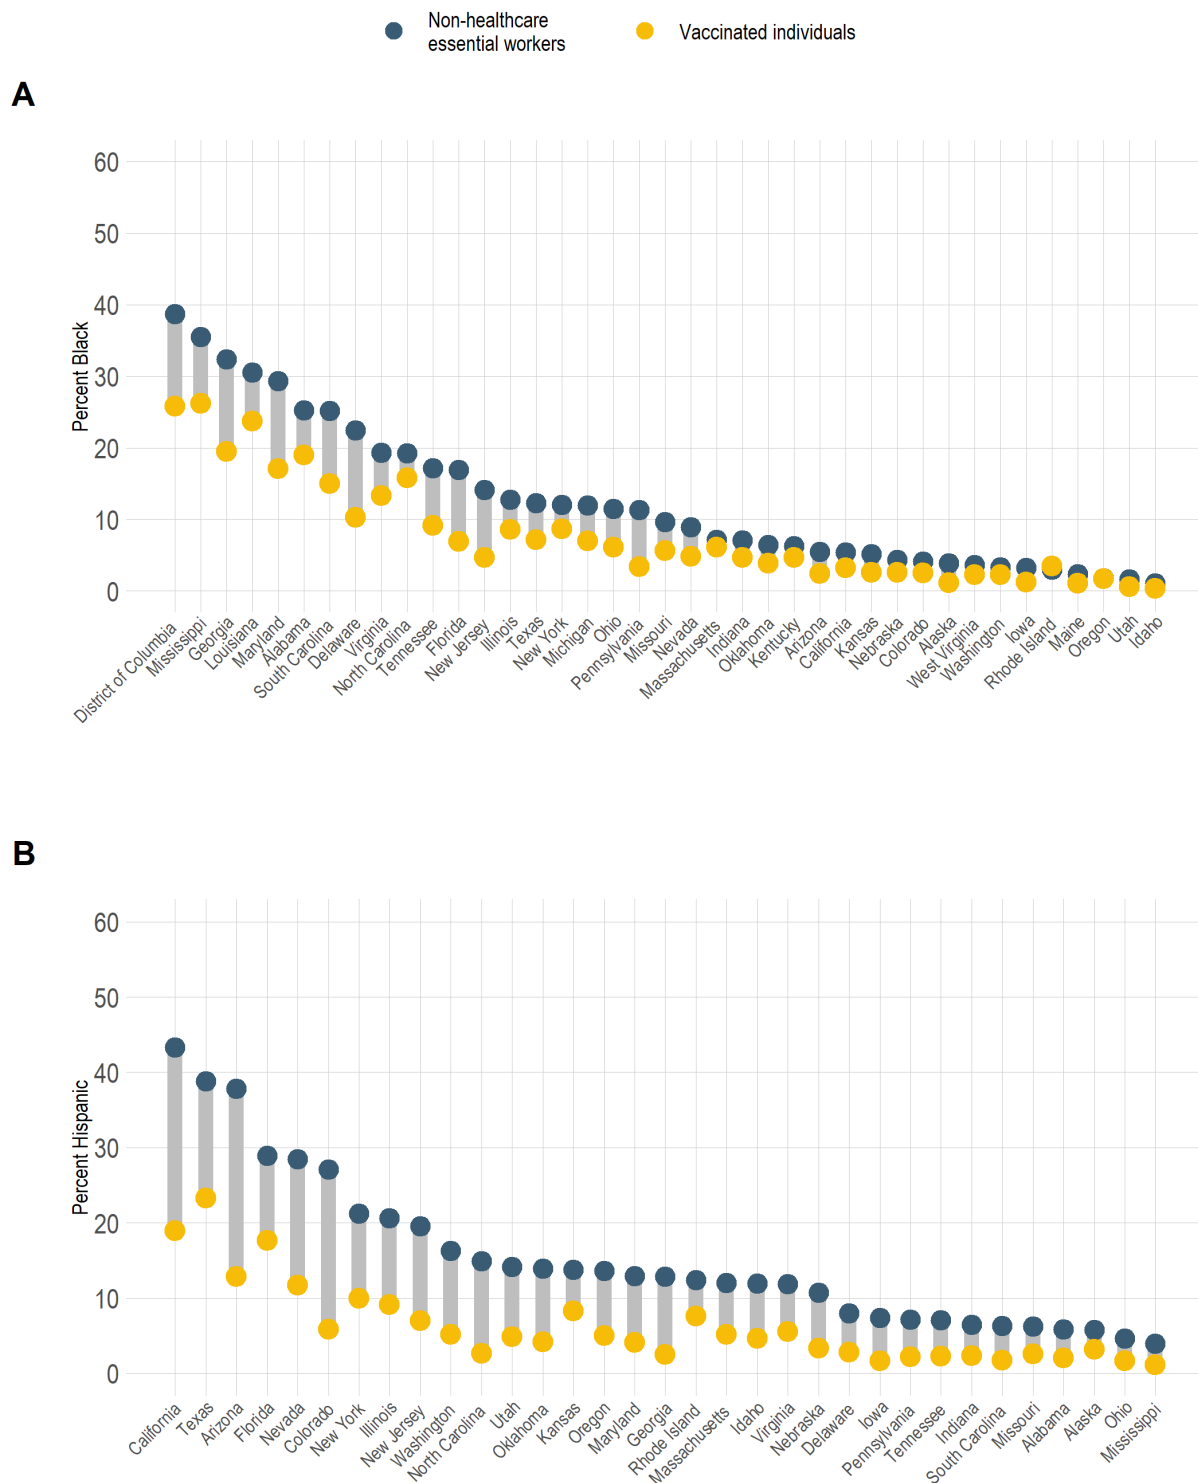 Non-healthcare
essential workers
Vaccinated individuals
A
60
50
40
30
20
10
0
Percent Black
District of Columbia
Mississippi
Georgia
Louisiana
Maryland
Alabama
South Carolina
Delaware
Virginia
North Carolina
Tennessee
Florida
New Jersey
Illinois
Texas
New York
Michigan
Ohio
Pennsylvania
Missouri
Nevada
Massachusetts
Indiana
Oklahoma
Kentucky
Arizona
California
Kansas
Nebraska
Colorado
Alaska
West Virginia
Washington
Iowa
Rhode Island
Maine
Oregon
Utah
Idaho
B
60
50
40
30
20
10
0
Percent Hispanic
California
Texas
Arizona
Florida
Nevada
Colorado
New York
Illinois
New Jersey
Washington
North Carolina
Utah
Oklahoma
Kansas
Oregon
Maryland
Georgia
Rhode Island
Massachusetts
Idaho
Virginia
Nebraska
Delaware
Iowa
Pennsylvania
Tennessee
Indiana
South Carolina
Missouri
Alabama
Alaska
Ohio
Mississippi